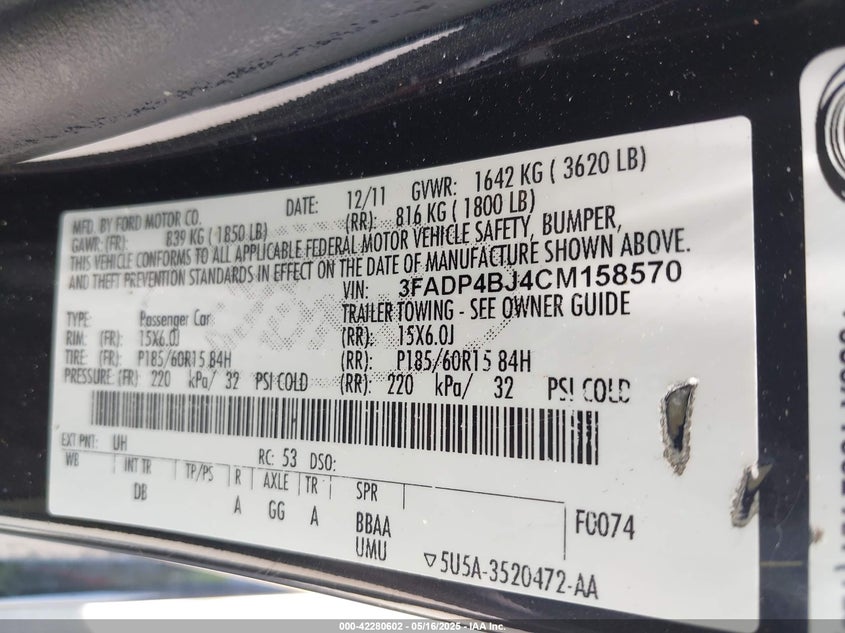 MFD. BY FORD MOTOR CO.
DATE: 12/11 GVWR: 1642 KG ( 3620 LB)
GAWR: (FR): 839 KG ( 1850 LB) (RR): 816 KG ( 1800 LB)
THIS VEHICLE CONFORMS TO ALL APPLICABLE FEDERAL MOTOR VEHICLE SAFETY, BUMPER,
AND THEFT PREVENTION STANDARDS IN EFFECT ON THE DATE OF MANUFACTURE SHOWN ABOVE.
VIN: 3FADP4BJ4CM158570
TYPE: Passenger Car TRAILER TOWING - SEE OWNER GUIDE
RIM: (FR): 15X6.0J (RR): 15X6.0J
TIRE: (FR): P185/60R15 84H (RR): P185/60R15 84H
PRESSURE: (FR): 220 kPa/ 32 PSI COLD (RR): 220 kPa/ 32 PSI COLD
EXT PNT: UH RC: 53 DSO:
WB INT TR TP/PS R AXLE TR SPR
DB A GG A BBAA
UMU
FC074
5U5A-3520472-AA
000-42280602 - 05/16/2025 - IAA Inc.